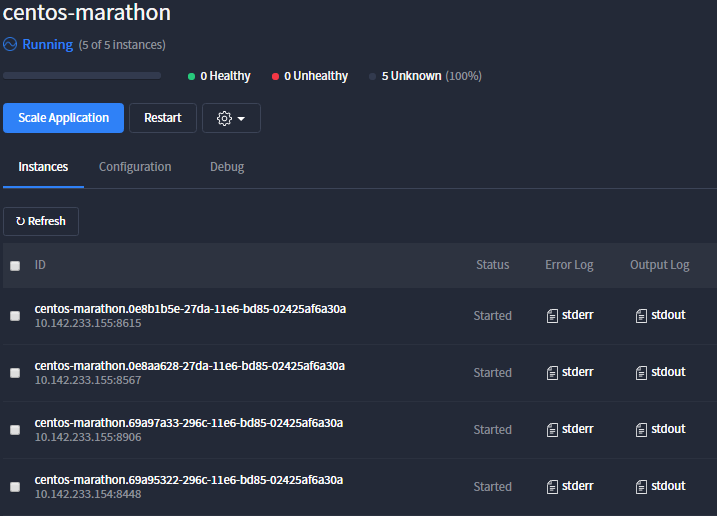 centos-marathon
Running (5 of 5 instances)
0 Healthy 0 Unhealthy 5 Unknown (100%)
Scale Application Restart
Instances Configuration Debug
Refresh
ID Status Error Log Output Log
centos-marathon.0e8b1b5e-27da-11e6-bd85-02425af6a30a
10.142.233.155:8615
Started stderr stdout
centos-marathon.0e8aa628-27da-11e6-bd85-02425af6a30a
10.142.233.155:8567
Started stderr stdout
centos-marathon.69a97a33-296c-11e6-bd85-02425af6a30a
10.142.233.155:8906
Started stderr stdout
centos-marathon.69a95322-296c-11e6-bd85-02425af6a30a
10.142.233.154:8448
Started stderr stdout